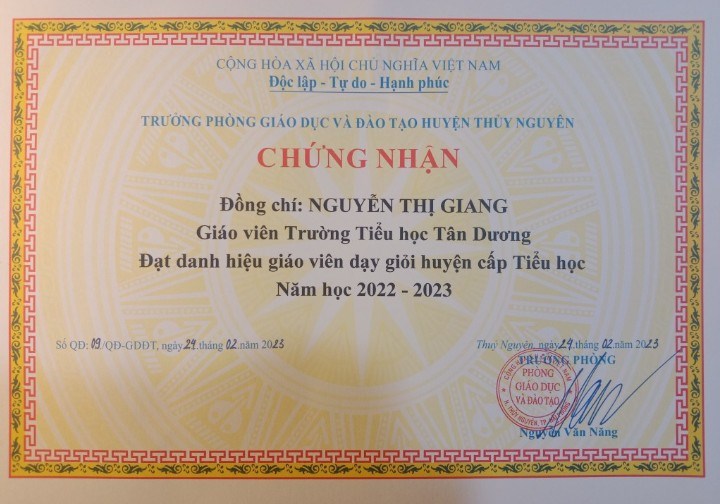 CỘNG HÒA XÃ HỘI CHỦ NGHĨA VIỆT NAM
Độc lập - Tự do - Hạnh phúc
TRƯỞNG PHÒNG GIÁO DỤC VÀ ĐÀO TẠO HUYỆN THỦY NGUYÊN
CHỨNG NHẬN
Đồng chí: NGUYỄN THỊ GIANG
Giáo viên Trường Tiểu học Tân Dương
Đạt danh hiệu giáo viên dạy giỏi huyện cấp Tiểu học
Năm học 2022 - 2023
Số QĐ: 09/QĐ-GDĐT, ngày 24 tháng 02 năm 2023
Thuỷ Nguyên, ngày 24 tháng 02 năm 2023
TRƯỞNG PHÒNG
PHÒNG
GIÁO DỤC
VÀ ĐÀO TẠO
H. THỦY NGUYÊN, TP.
Nguyễn Văn Năng